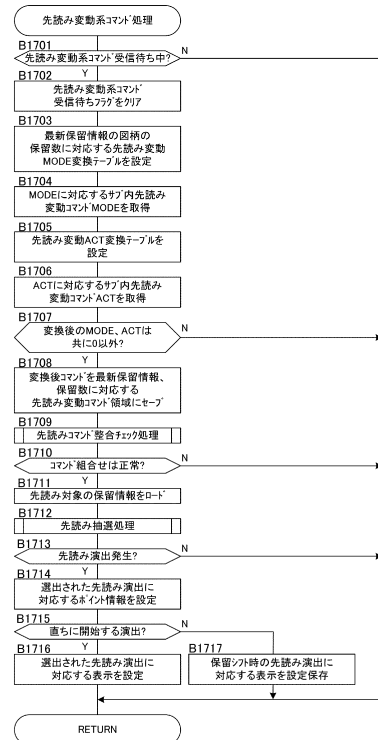 先読み変動系コマンド処理
B1701
先読み変動系コマンド受信待ち中?
N
Y
B1702
先読み変動系コマンド
受信待ちフラグをクリア
B1703
最新保留情報の図柄の
保留数に対応する先読み変動
MODE変換テーブルを設定
B1704
MODEに対応するサブ内先読み
変動コマンドMODEを取得
B1705
先読み変動ACT変換テーブルを
設定
B1706
ACTに対応するサブ内先読み
変動コマンドACTを取得
B1707
変換後のMODE、ACTは
共に0以外?
N
Y
B1708
変換後コマンドを最新保留情報、
保留数に対応する
先読み変動コマンド領域にセーブ
B1709
先読みコマンド整合チェック処理
B1710
コマンド組合せは正常?
N
Y
B1711
先読み対象の保留情報をロード
B1712
先読み抽選処理
B1713
先読み演出発生?
N
Y
B1714
選出された先読み演出に
対応するポイント情報を設定
B1715
直ちに開始する演出?
N
Y
B1716
選出された先読み演出に
対応する表示を設定
B1717
保留シフト時の先読み演出に
対応する表示を設定保存
RETURN